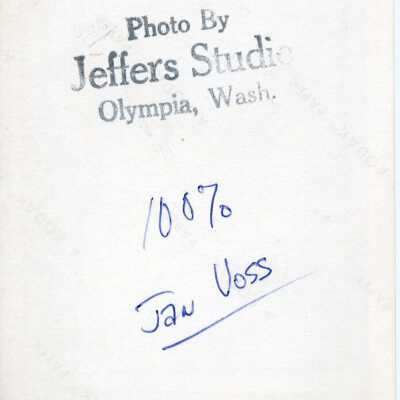 Photo By
Jeffers Studio
Olympia, Wash.
100%
Jan Voss